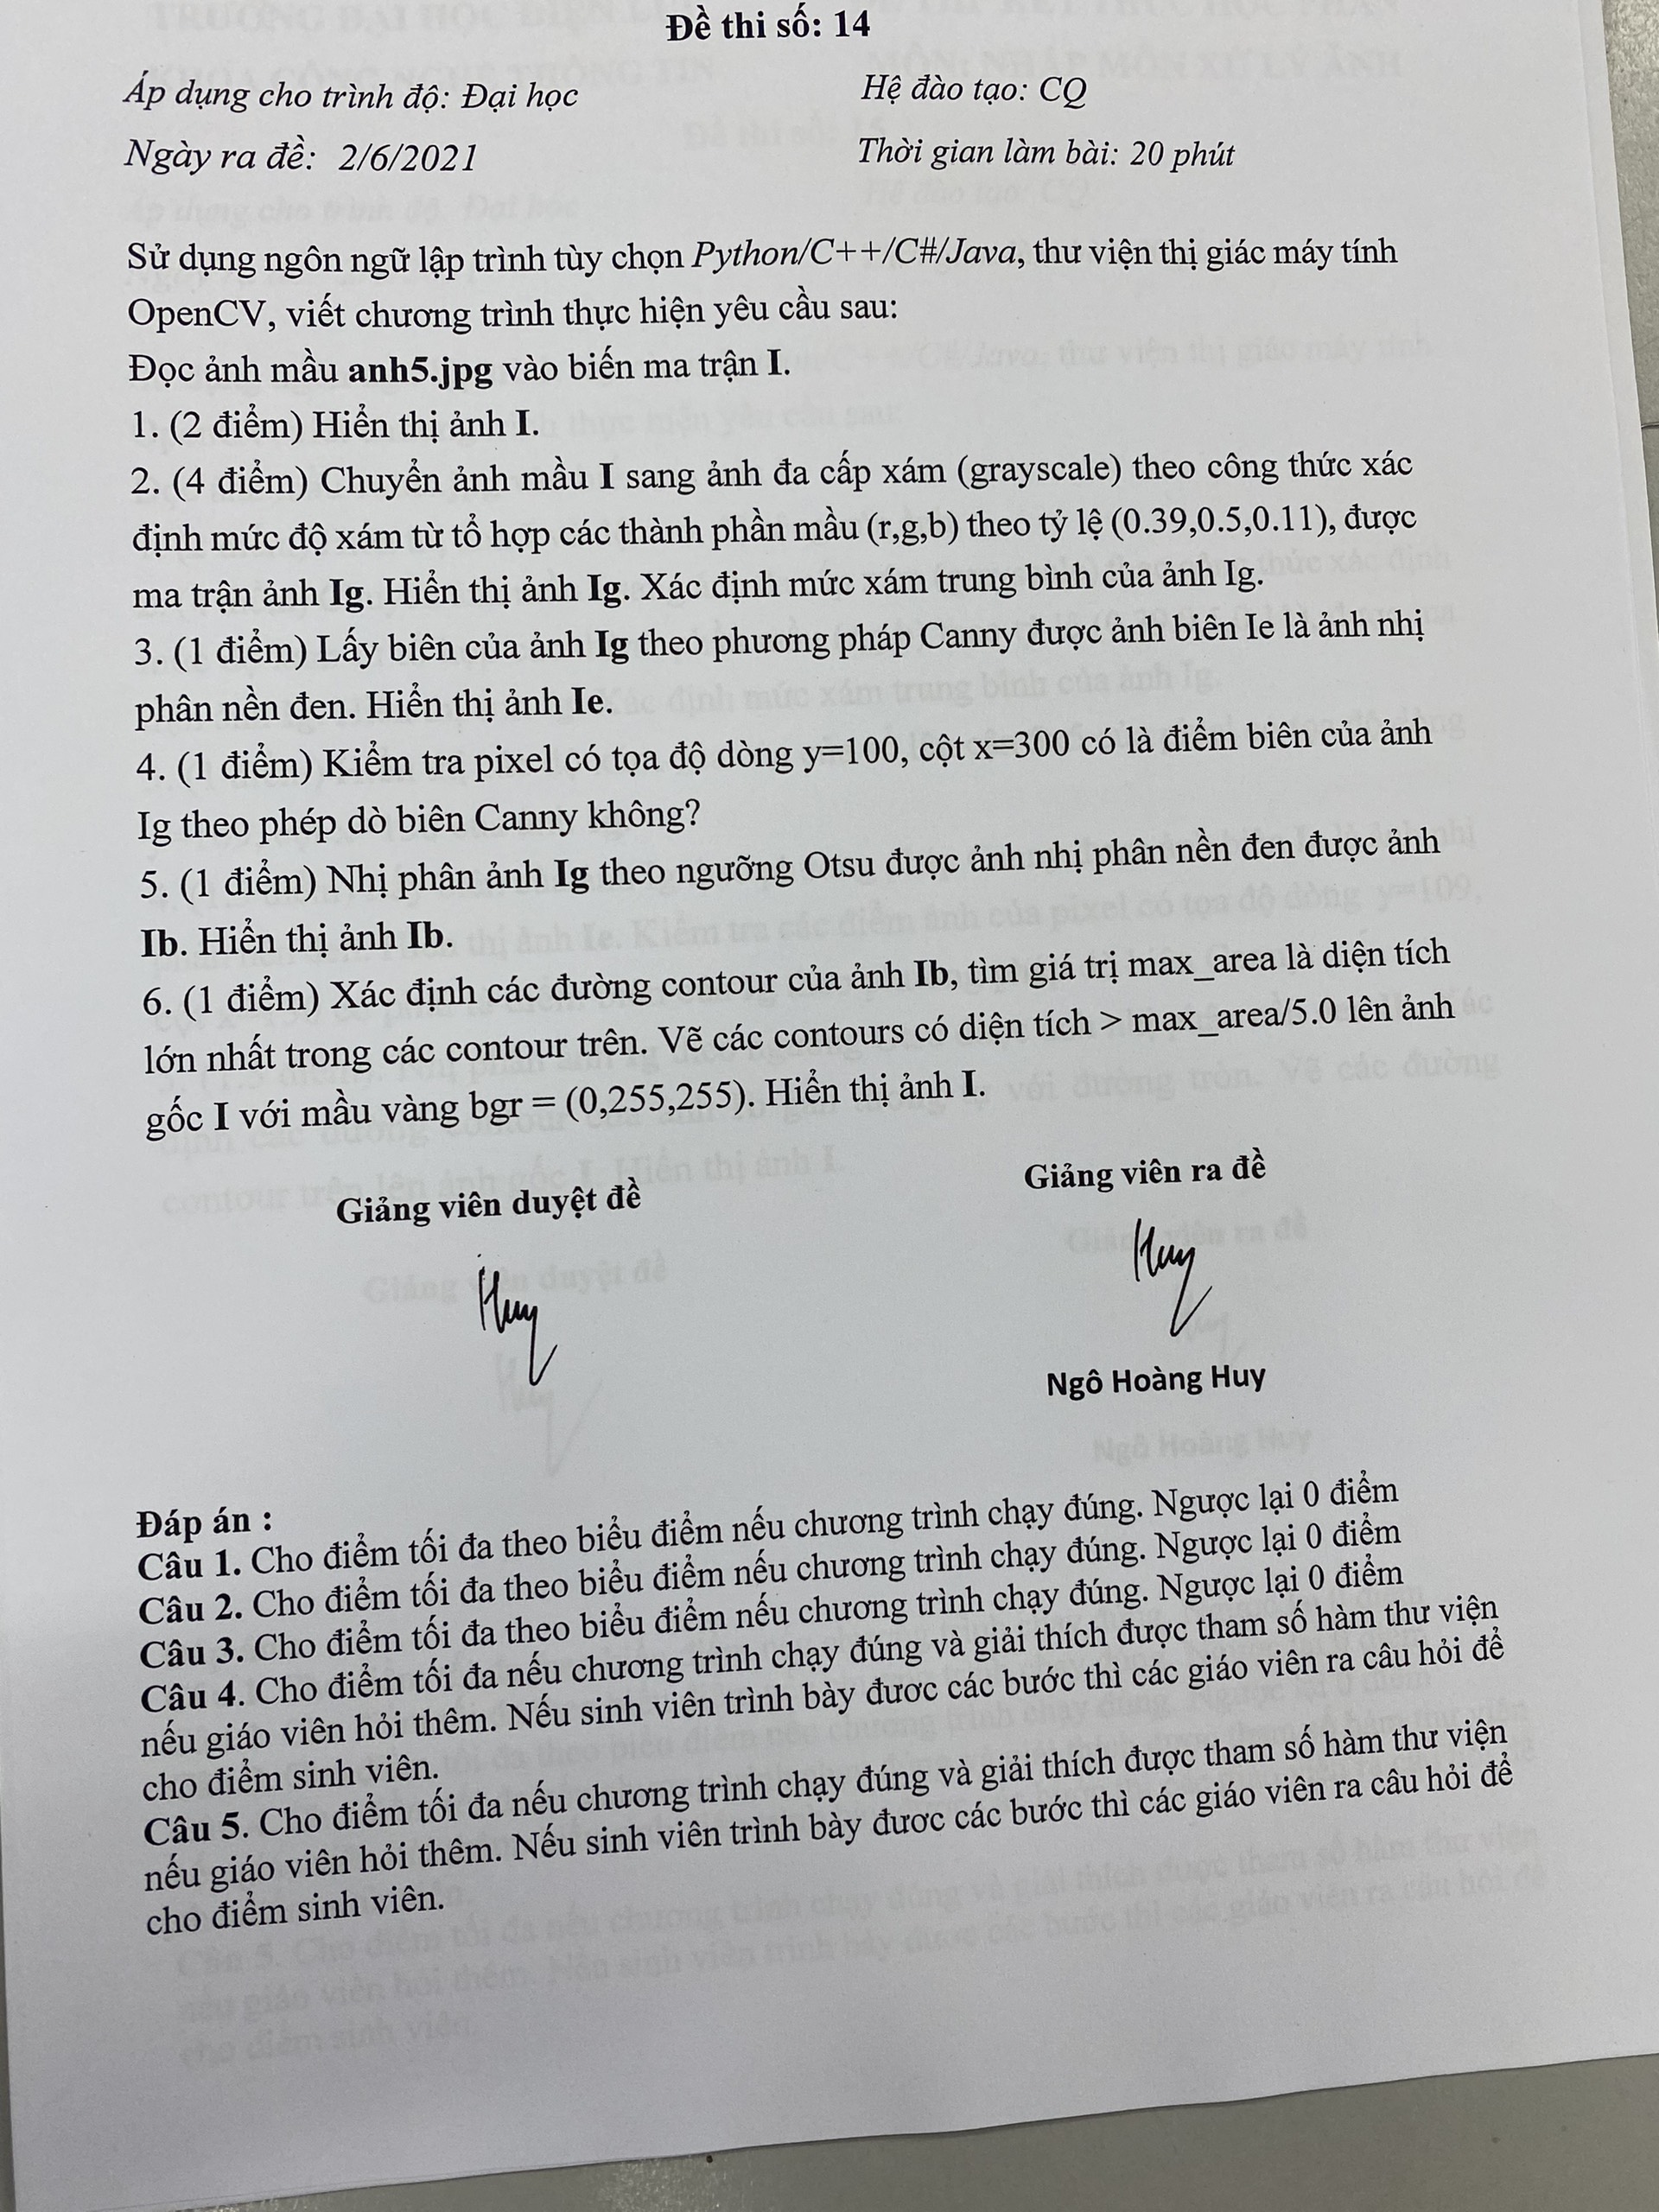 Đề thi số: 14
Áp dụng cho trình độ: Đại học
Hệ đào tạo: CQ
Ngày ra đề: 2/6/2021
Thời gian làm bài: 20 phút
Sử dụng ngôn ngữ lập trình tùy chọn Python/C++/C#/Java, thư viện thị giác máy tính
OpenCV, viết chương trình thực hiện yêu cầu sau:
Đọc ảnh mầu anh5.jpg vào biến ma trận I.
1. (2 điểm) Hiển thị ảnh I.
2. (4 điểm) Chuyển ảnh mầu I sang ảnh đa cấp xám (grayscale) theo công thức xác
định mức độ xám từ tổ hợp các thành phần mầu (r,g,b) theo tỷ lệ (0.39,0.5,0.11), được
ma trận ảnh Ig. Hiển thị ảnh Ig. Xác định mức xám trung bình của ảnh Ig.
3. (1 điểm) Lấy biên của ảnh Ig theo phương pháp Canny được ảnh biên Ie là ảnh nhị
phân nền đen. Hiển thị ảnh Ie.
4. (1 điểm) Kiểm tra pixel có tọa độ dòng y=100, cột x=300 có là điểm biên của ảnh
Ig theo phép dò biên Canny không?
5. (1 điểm) Nhị phân ảnh Ig theo ngưỡng Otsu được ảnh nhị phân nền đen được ảnh
Ib. Hiển thị ảnh Ib.
6. (1 điểm) Xác định các đường contour của ảnh Ib, tìm giá trị max_area là diện tích
lớn nhất trong các contour trên. Vẽ các contours có diện tích > max_area/5.0 lên ảnh
gốc I với mầu vàng bgr = (0,255,255). Hiển thị ảnh I.
Giảng viên duyệt đề
Giảng viên ra đề
Huy
Huy
Ngô Hoàng Huy
Đáp án :
Câu 1. Cho điểm tối đa theo biểu điểm nếu chương trình chạy đúng. Ngược lại 0 điểm
Câu 2. Cho điểm tối đa theo biểu điểm nếu chương trình chạy đúng. Ngược lại 0 điểm
Câu 3. Cho điểm tối đa theo biểu điểm nếu chương trình chạy đúng. Ngược lại 0 điểm
Câu 4. Cho điểm tối đa nếu chương trình chạy đúng và giải thích được tham số hàm thư viện
nếu giáo viên hỏi thêm. Nếu sinh viên trình bày đươc các bước thì các giáo viên ra câu hỏi để
cho điểm sinh viên.
Câu 5. Cho điểm tối đa nếu chương trình chạy đúng và giải thích được tham số hàm thư viện
nếu giáo viên hỏi thêm. Nếu sinh viên trình bày đươc các bước thì các giáo viên ra câu hỏi để
cho điểm sinh viên.